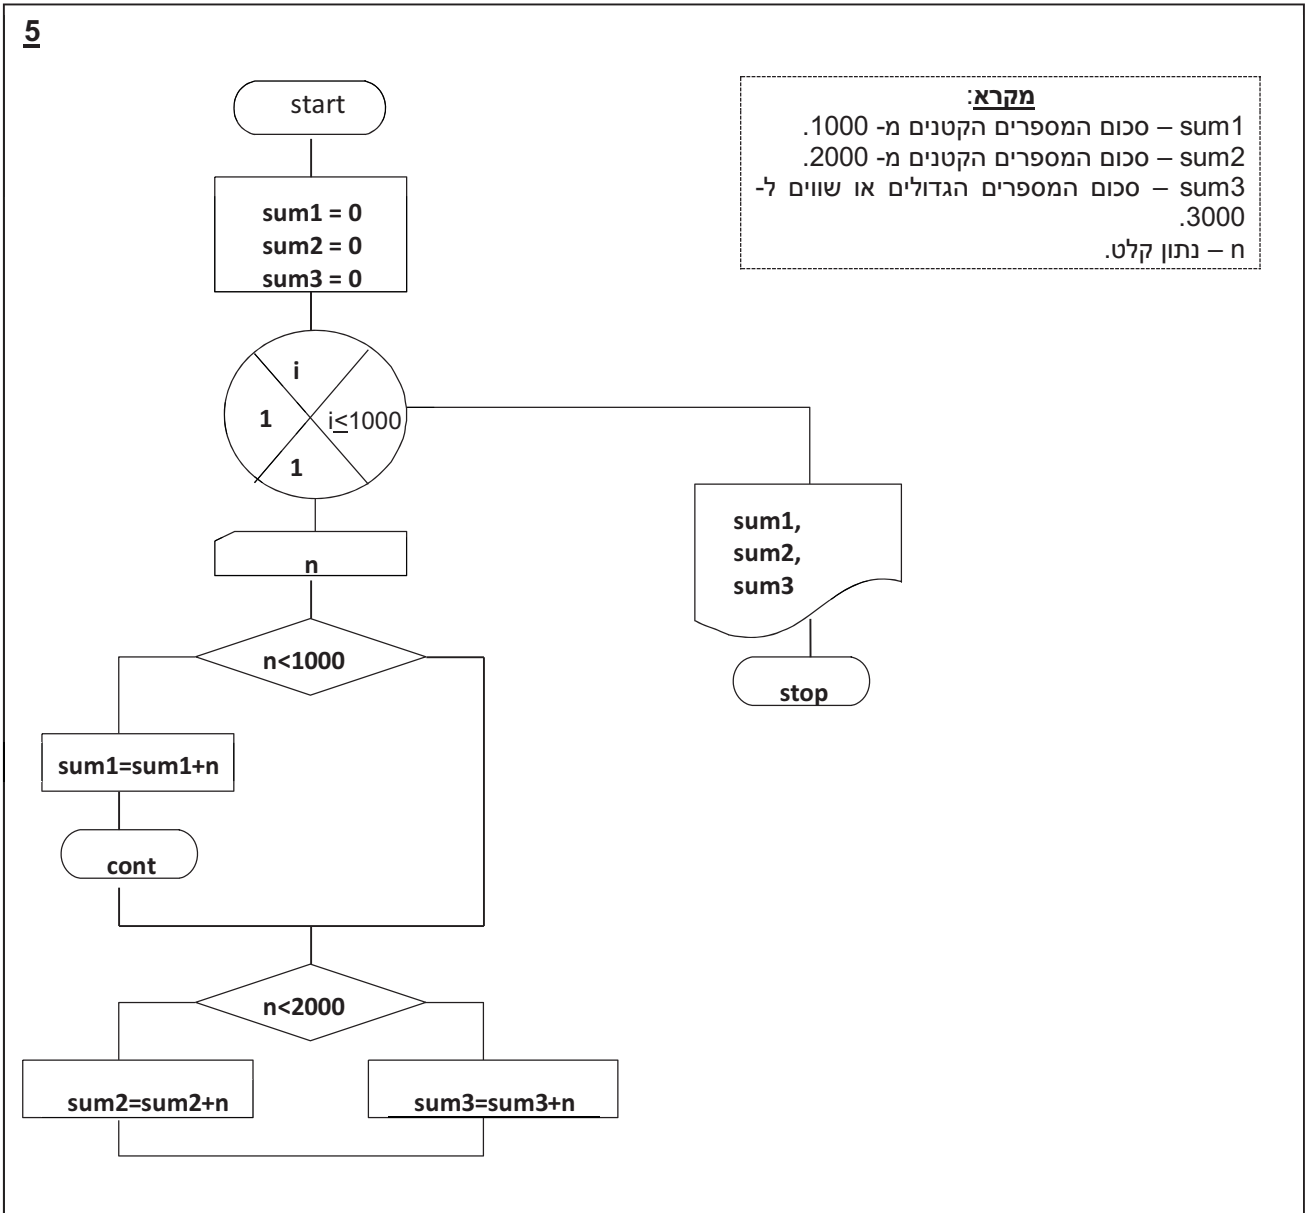 5
start
מקרא:
sum1 – סכום המספרים הקטנים מ- 1000.
sum2 – סכום המספרים הקטנים מ- 2000.
sum3 – סכום המספרים הגדולים או שווים ל-
3000.
n – נתון קלט.
sum1 = 0
sum2 = 0
sum3 = 0
i
1
i≤1000
1
sum1,
sum2,
sum3
n
n<1000
stop
sum1=sum1+n
cont
n<2000
sum2=sum2+n
sum3=sum3+n